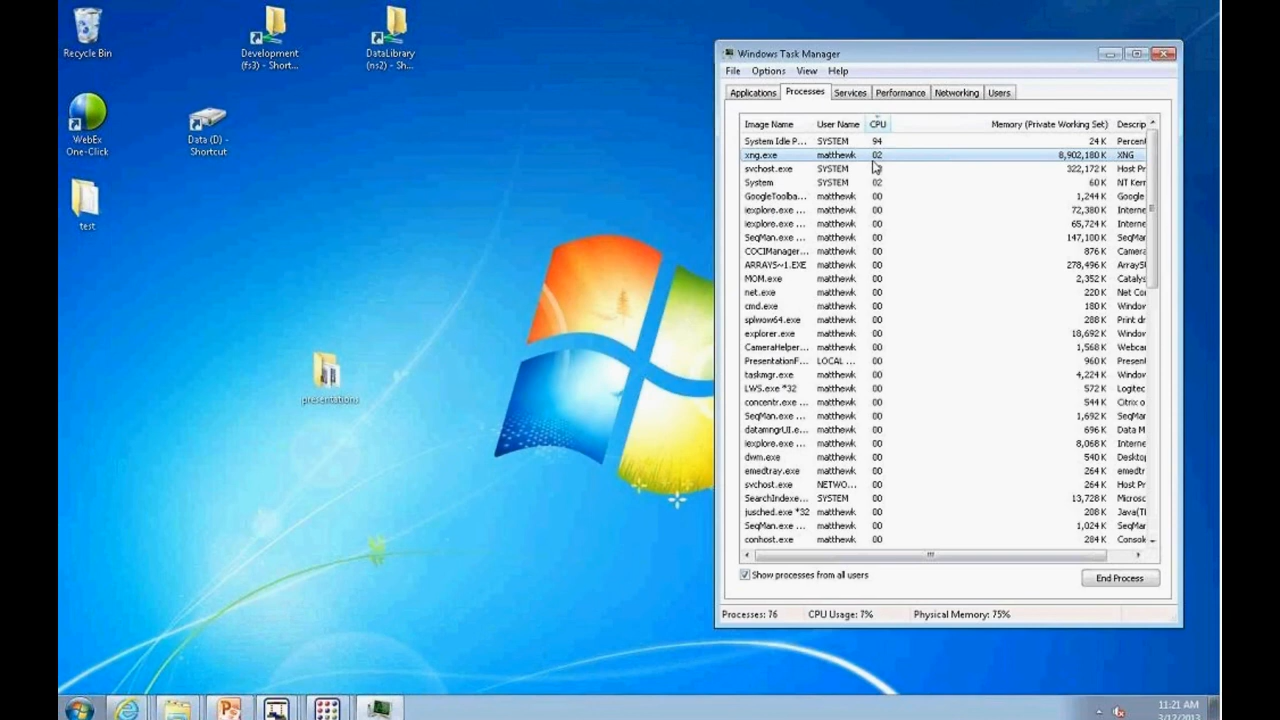 Recycle Bin
Development
(fs3) - Short...
DataLibrary
(ns2) - Sh...
WebEx
One-Click
Data (D) -
Shortcut
test
presentations
Windows Task Manager
File Options View Help
Applications Processes Services Performance Networking Users
Image Name User Name CPU Memory (Private Working Set) Descrip
System Idle P... SYSTEM 94 24 K Percent
xng.exe matthewk 02 8,902,180 K XNG
svchost.exe SYSTEM 322,172 K Host Pr
System SYSTEM 02 60 K NT Kern
GoogleToolba... matthewk 00 1,244 K Google
iexplore.exe ... matthewk 00 72,380 K Interne
iexplore.exe ... matthewk 00 65,724 K Interne
SeqMan.exe ... matthewk 00 147,100 K SeqMar
COCIManager... matthewk 00 876 K Camera
ARRAYS~1.EXE matthewk 00 278,496 K ArrayS
MOM.exe matthewk 00 2,352 K Catalys
net.exe matthewk 00 220 K Net Co
cmd.exe matthewk 00 180 K Window
splwow64.exe matthewk 00 288 K Print dr
explorer.exe matthewk 00 18,692 K Window
CameraHelper... matthewk 00 1,568 K Webca
PresentationF... LOCAL ... 00 960 K Presen
taskmgr.exe matthewk 00 4,224 K Window
LWS.exe *32 matthewk 00 572 K Logitec
concentr.exe ... matthewk 00 544 K Citrix o
SeqMan.exe ... matthewk 00 1,692 K SeqMar
datamngrUI.e... matthewk 00 696 K Data M
iexplore.exe ... matthewk 00 8,068 K Interne
dwm.exe matthewk 00 540 K Desktop
emedtray.exe matthewk 00 264 K emedtr
svchost.exe NETWO... 00 264 K Host Pr
SearchIndexe... SYSTEM 00 13,728 K Microsc
jusched.exe *32 matthewk 00 208 K Java(T
SeqMan.exe ... matthewk 00 1,024 K SeqMar
conhost.exe matthewk 00 284 K Consol
Show processes from all users
End Process
Processes: 76 CPU Usage: 7% Physical Memory: 75%
11:21 AM
3/12/2013